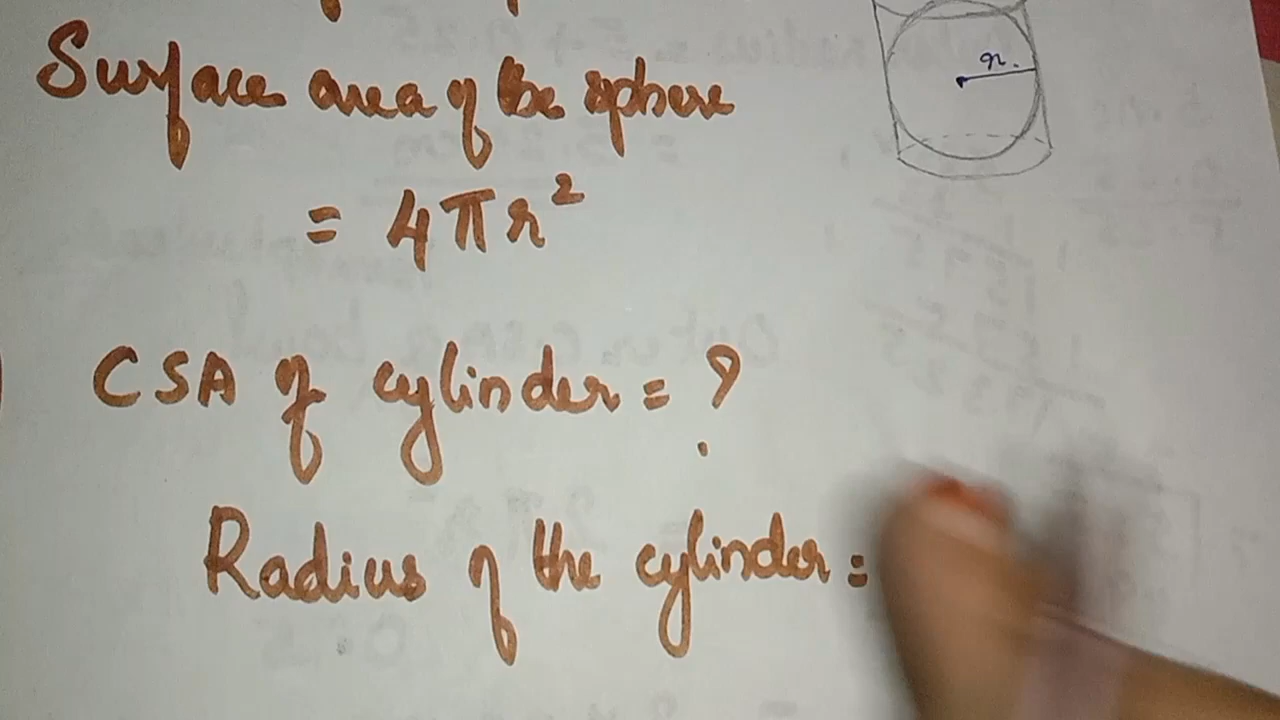 r.
Surface area of the sphere
= 4πr²
CSA of cylinder = ?
Radius of the cylinder =